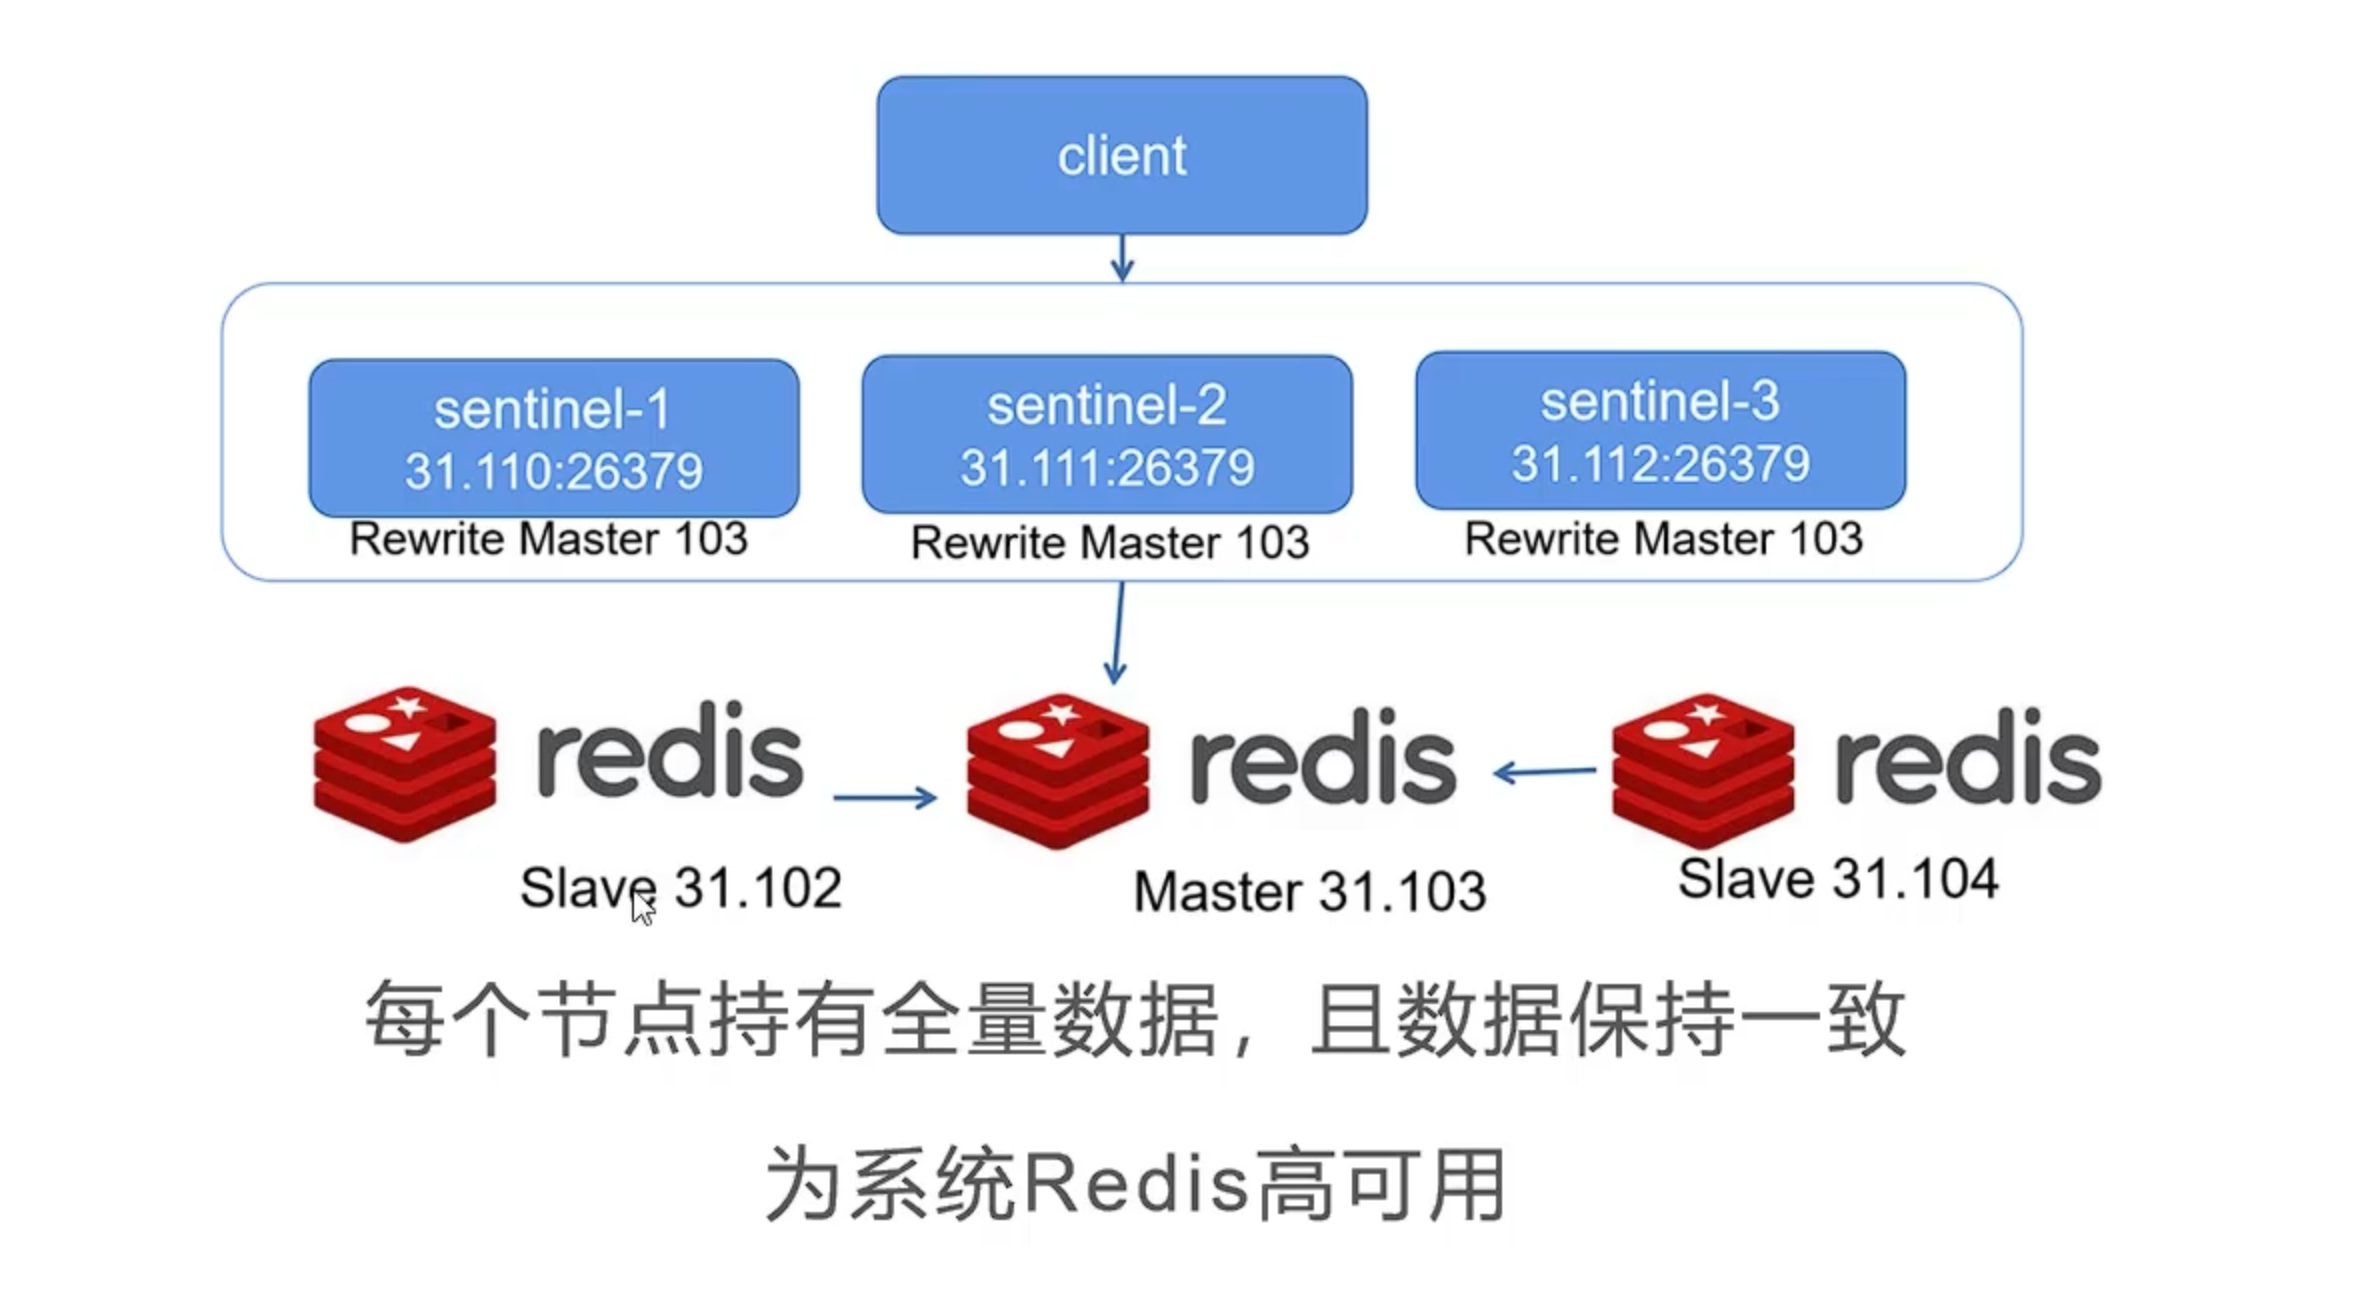 client
sentinel-1
31.110:26379
Rewrite Master 103
sentinel-2
31.111:26379
Rewrite Master 103
sentinel-3
31.112:26379
Rewrite Master 103
redis
Slave 31.102
redis
Master 31.103
redis
Slave 31.104
每个节点持有全量数据，且数据保持一致
为系统Redis高可用